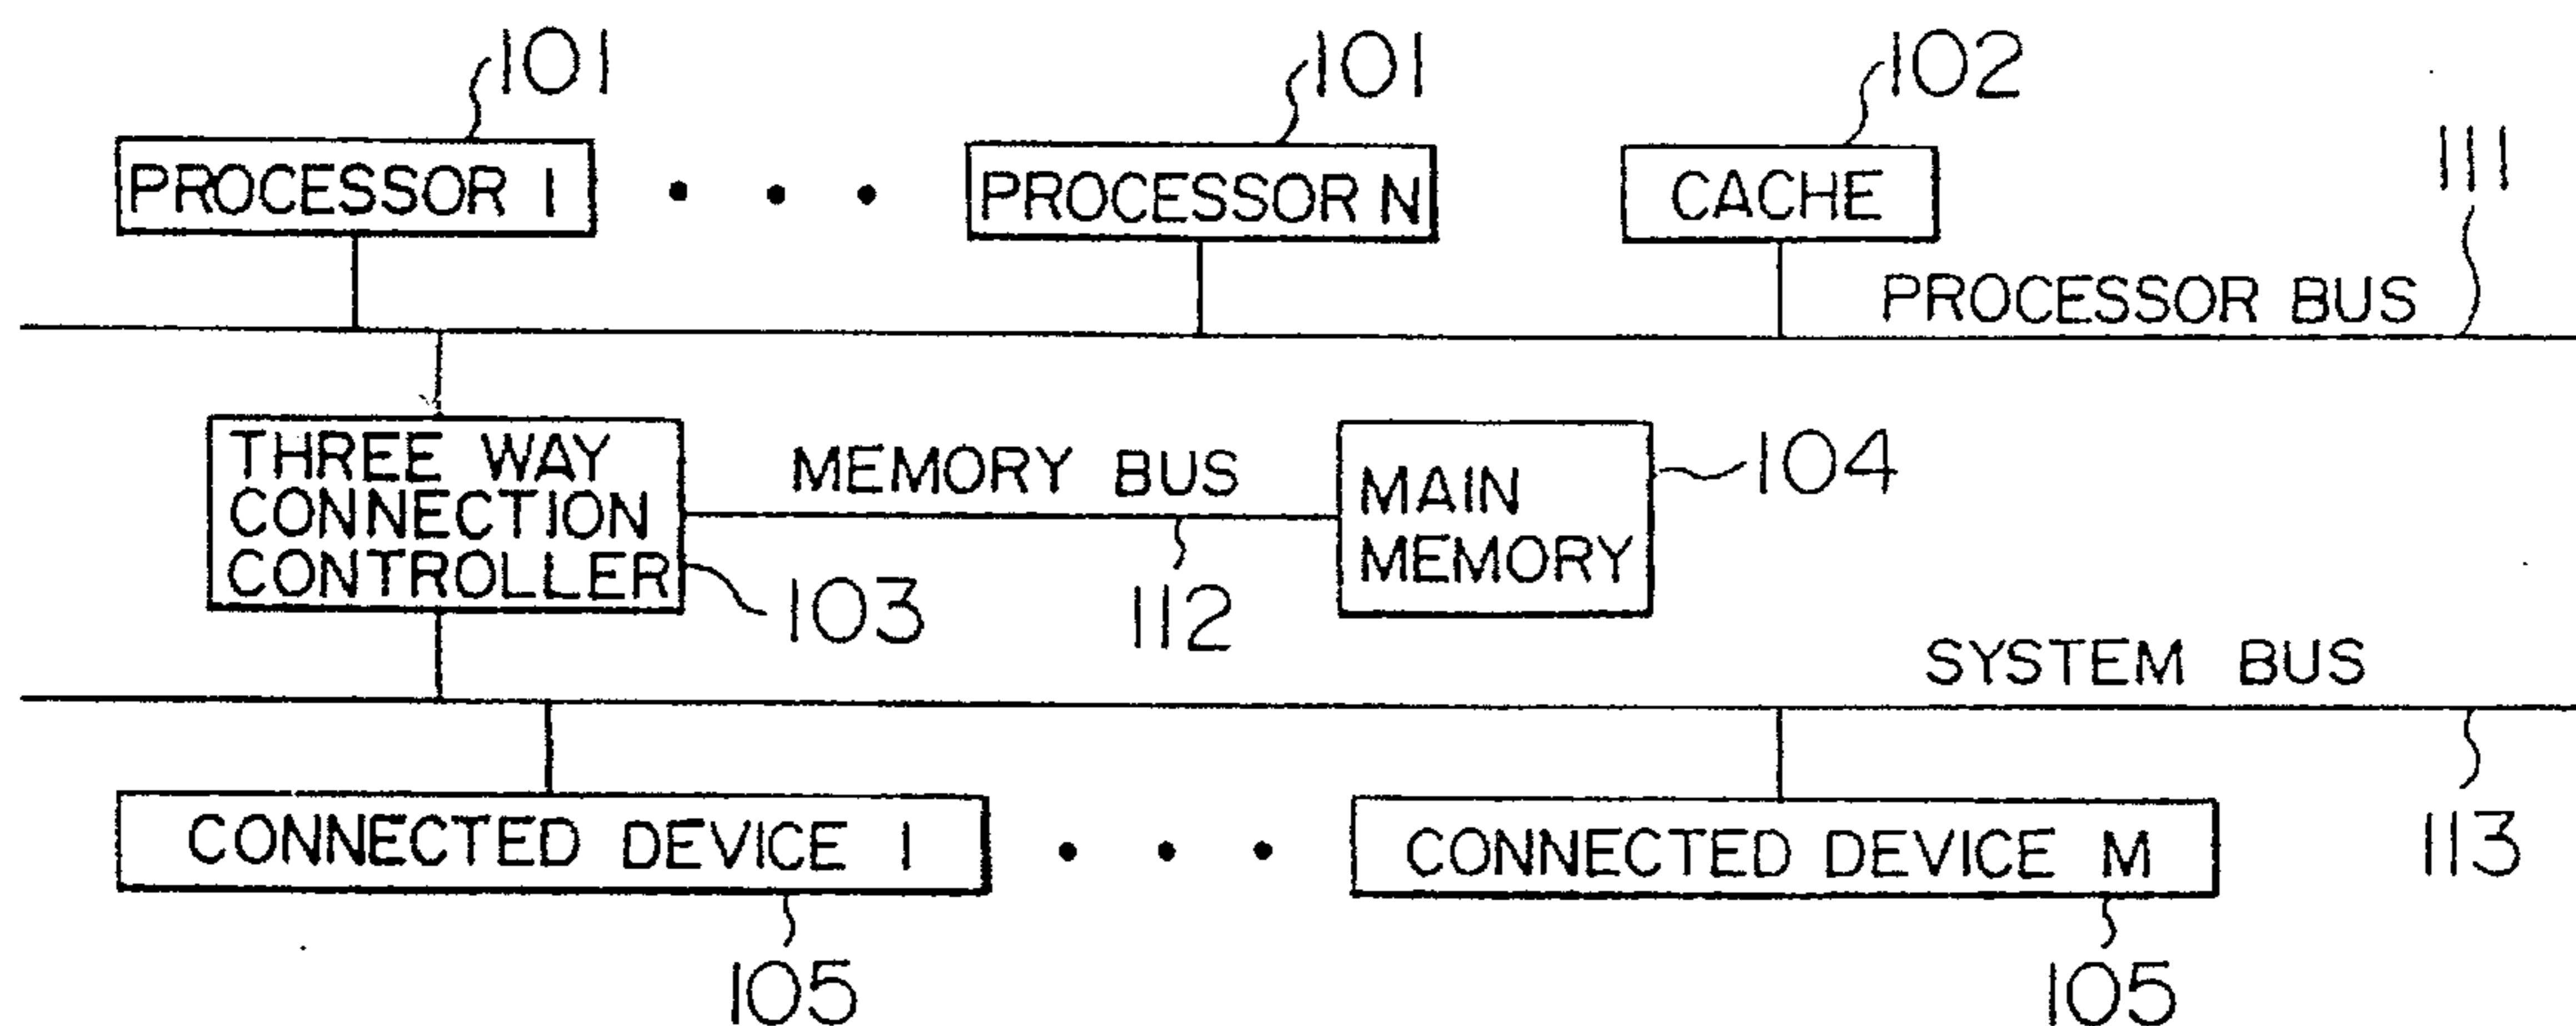 101
101
102
111
PROCESSOR 1
PROCESSOR N
CACHE
PROCESSOR BUS
THREE WAY
CONNECTION
CONTROLLER
103
MEMORY BUS
112
MAIN
MEMORY
104
SYSTEM BUS
113
CONNECTED DEVICE 1
CONNECTED DEVICE M
105
105